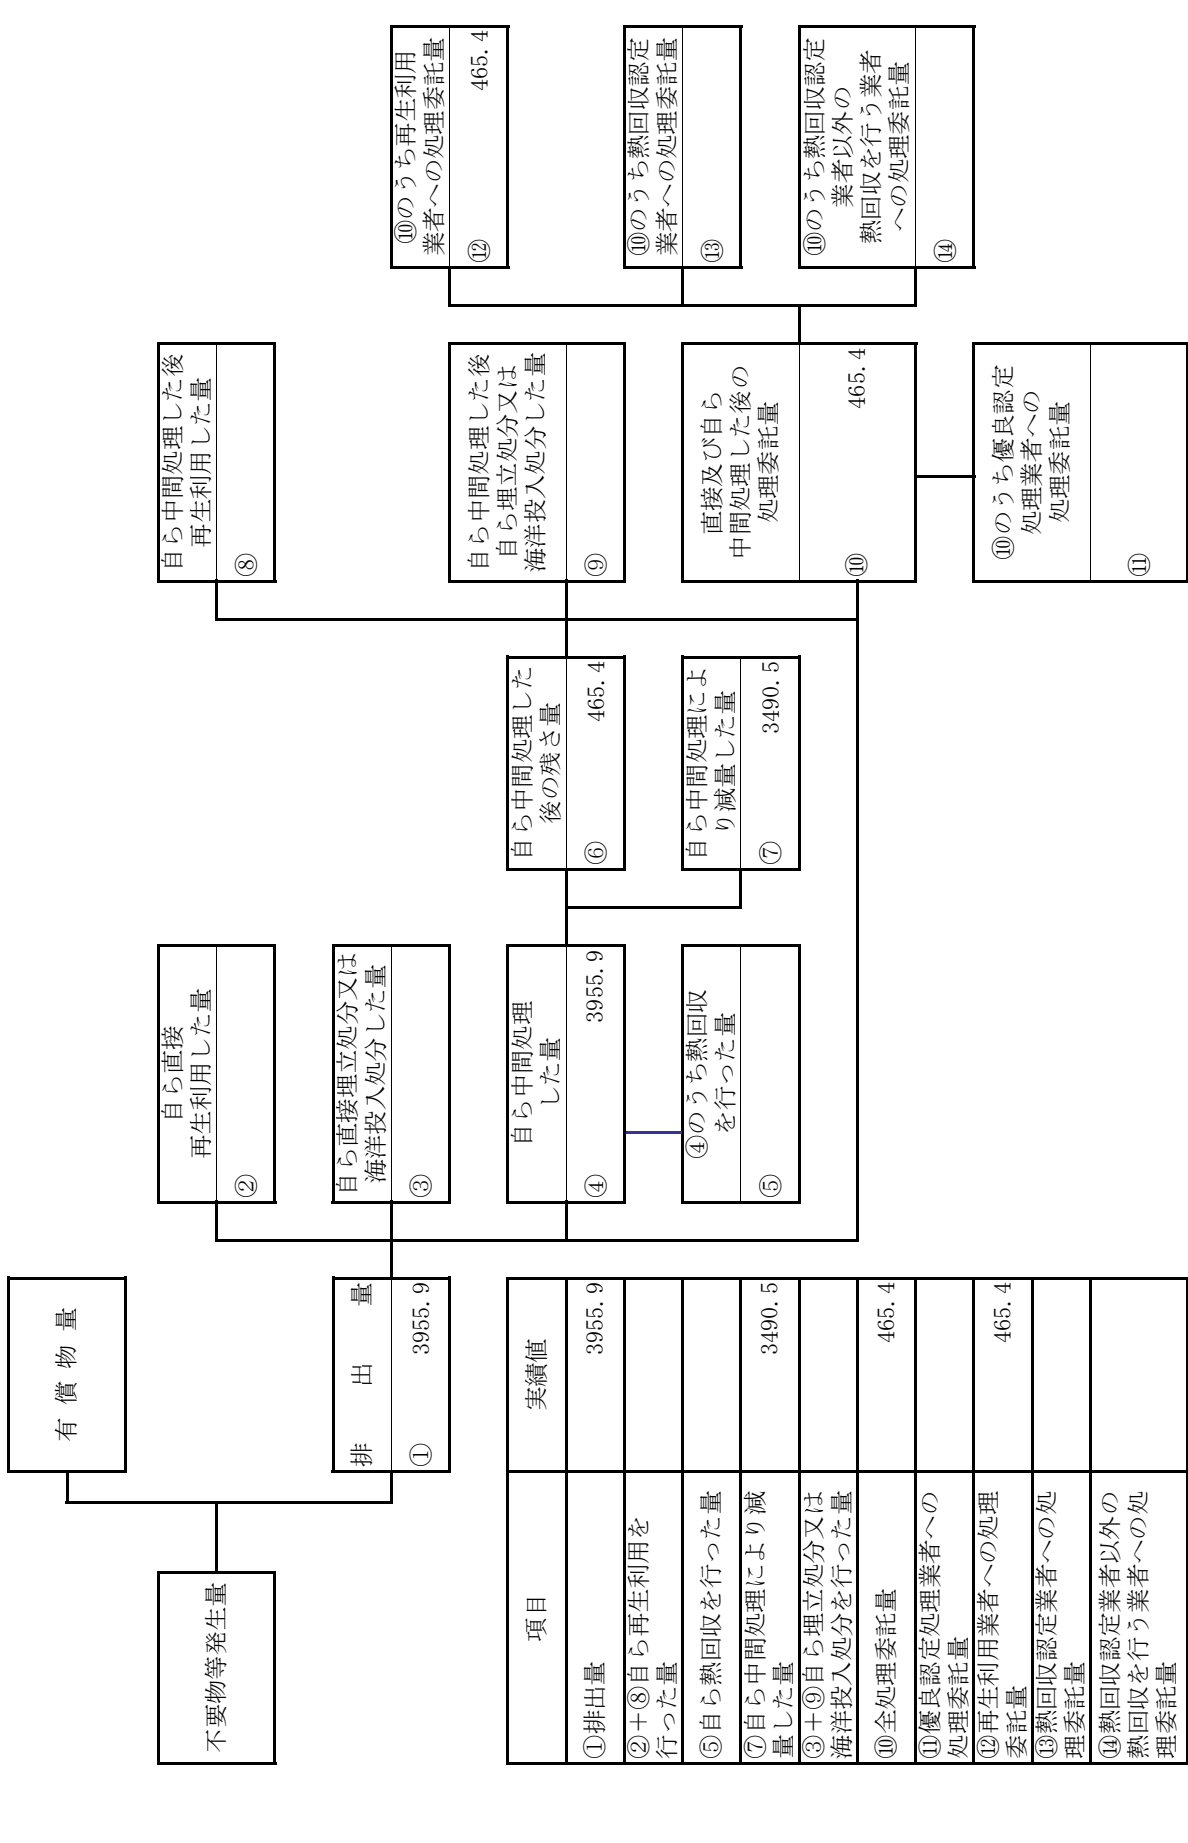 有償物量
不要物等発生量
排出量
① 3955.9
自ら直接
再生利用した量
②
自ら直接埋立処分又は
海洋投入処分した量
③
自ら中間処理
した量
④ 3955.9
④のうち熱回収
を行った量
⑤
自ら中間処理した
後の残さ量
⑥ 465.4
自ら中間処理によ
り減量した量
⑦ 3490.5
自ら中間処理した後
再生利用した量
⑧
自ら中間処理した後
自ら埋立処分又は
海洋投入処分した量
⑨
直接及び自ら
中間処理した後の
処理委託量
⑩ 465.4
⑩のうち優良認定
処理業者への
処理委託量
⑪
⑩のうち再生利用
業者への処理委託量
⑫ 465.4
⑩のうち熱回収認定
業者への処理委託量
⑬
⑩のうち熱回収認定
業者以外の
熱回収を行う業者
への処理委託量
⑭
項目 実績値
①排出量 3955.9
②+⑧自ら再生利用を
行った量
⑤自ら熱回収を行った量
⑦自ら中間処理により減
量した量 3490.5
③+⑨自ら埋立処分又は
海洋投入処分を行った量
⑩全処理委託量 465.4
⑪優良認定処理業者への
処理委託量
⑫再生利用業者への処理
委託量 465.4
⑬熱回収認定業者への処
理委託量
⑭熱回収認定業者以外の
熱回収を行う業者への処
理委託量